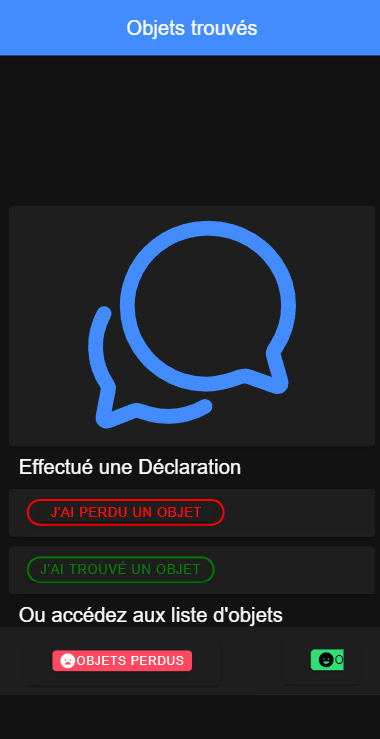 Objets trouvés
Effectué une Déclaration
J'AI PERDU UN OBJET
J'AI TROUVÉ UN OBJET
Ou accédez aux liste d'objets
OBJETS PERDUS
O